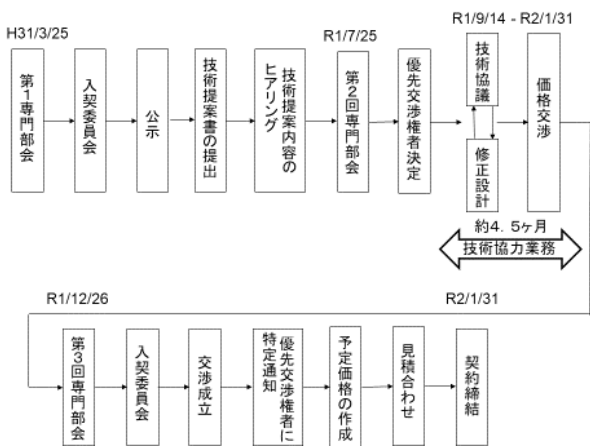 H31/3/25
R1/7/25
R1/9/14 - R2/1/31
第1専門部会
入契委員会
公示
技術提案書の提出
技術提案内容の
ヒアリング
第2回専門部会
優先交渉権者決定
技術協議
修正設計
価格交渉
約4．5ヶ月
技術協力業務
R1/12/26
R2/1/31
第3回専門部会
入契委員会
交渉成立
優先交渉権者に
特定通知
予定価格の作成
見積合わせ
契約締結